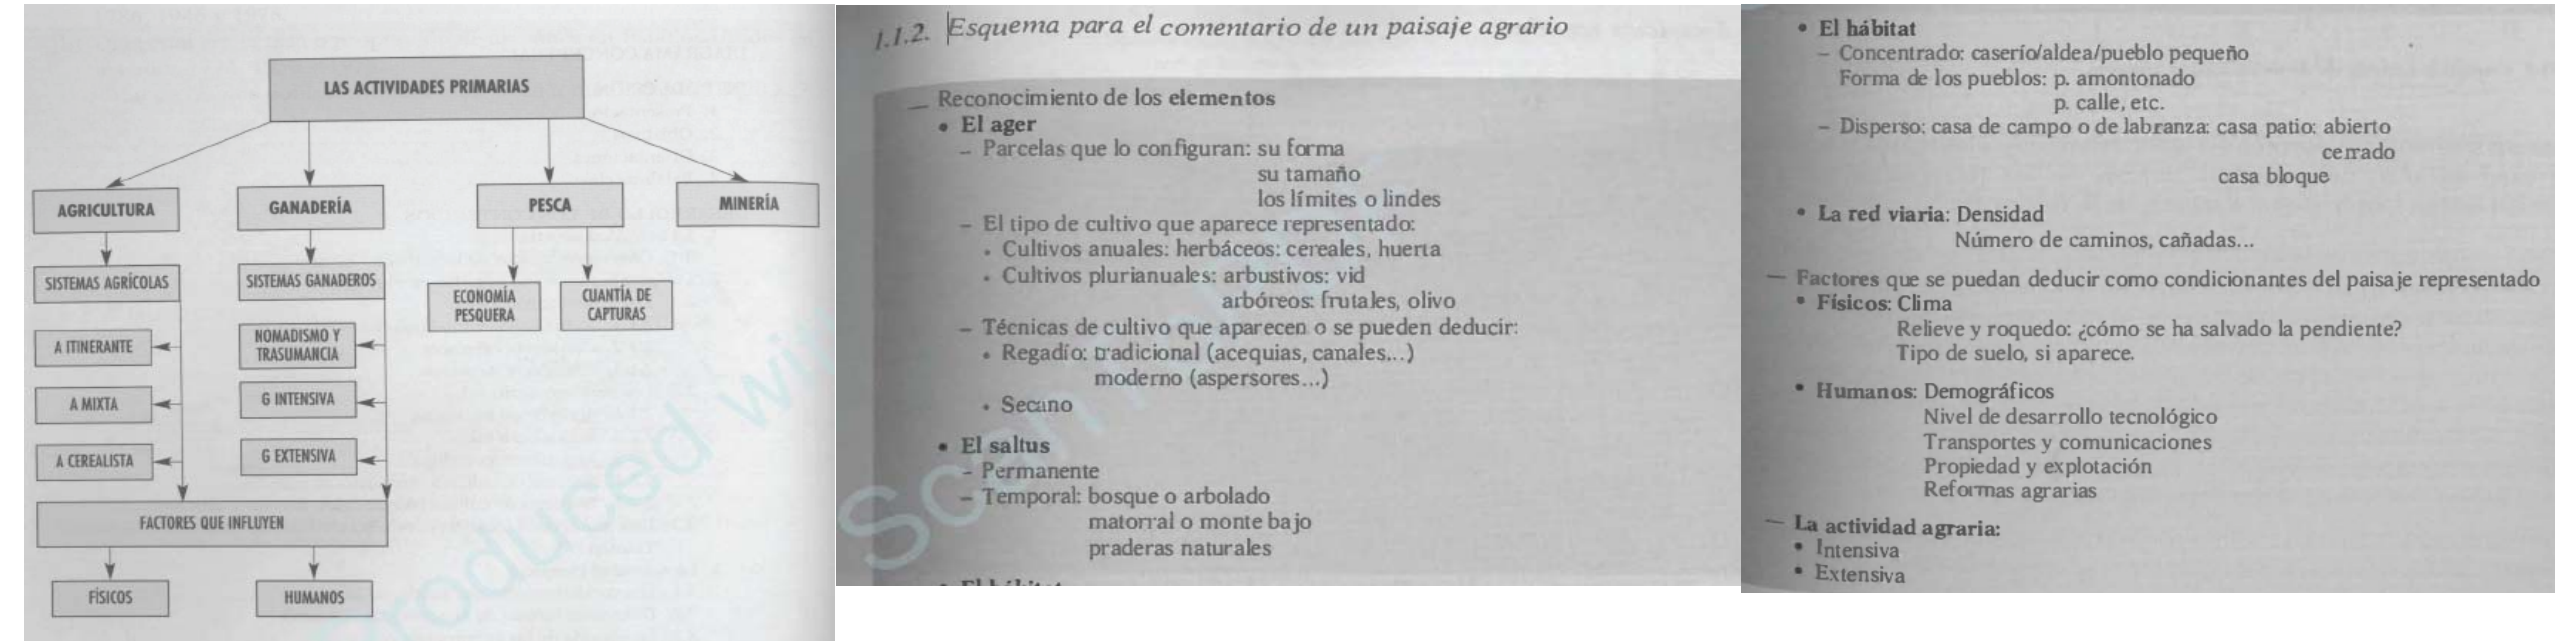 LAS ACTIVIDADES PRIMARIAS
AGRICULTURA
GANADERÍA
PESCA
MINERÍA
SISTEMAS AGRÍCOLAS
SISTEMAS GANADEROS
ECONOMÍA
PESQUERA
CUANTÍA DE
CAPTURAS
A ITINERANTE
NOMADISMO Y
TRASUMANCIA
A MIXTA
G INTENSIVA
A CEREALISTA
G EXTENSIVA
FACTORES QUE INFLUYEN
FÍSICOS
HUMANOS
Produced wit
1.1.2. Esquema para el comentario de un paisaje agrario
— Reconocimiento de los elementos
• El ager
– Parcelas que lo configuran: su forma
su tamaño
los límites o lindes
– El tipo de cultivo que aparece representado:
• Cultivos anuales: herbáceos: cereales, huerta
• Cultivos plurianuales: arbustivos: vid
arbóreos: frutales, olivo
– Técnicas de cultivo que aparecen o se pueden deducir:
• Regadío: tradicional (acequias, canales...)
moderno (aspersores...)
• Secano
• El saltus
– Permanente
– Temporal: bosque o arbolado
matorral o monte bajo
praderas naturales
• El hábitat
– Concentrado: caserío/aldea/pueblo pequeño
Forma de los pueblos: p. amontonado
p. calle, etc.
– Disperso: casa de campo o de labranza: casa patio: abierto
cerrado
casa bloque
• La red viaria: Densidad
Número de caminos, cañadas...
— Factores que se puedan deducir como condicionantes del paisaje representado
• Físicos: Clima
Relieve y roquedo: ¿cómo se ha salvado la pendiente?
Tipo de suelo, si aparece.
• Humanos: Demográficos
Nivel de desarrollo tecnológico
Transportes y comunicaciones
Propiedad y explotación
Reformas agrarias
— La actividad agraria:
• Intensiva
• Extensiva